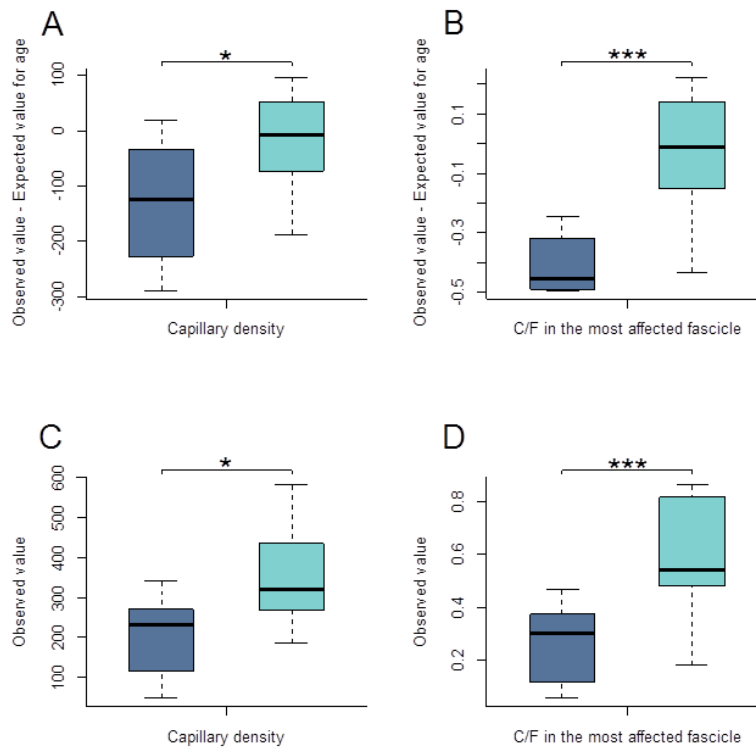 A
B
*
***
Observed value - Expected value for age
100
0
-100
-200
-300
Capillary density
Observed value - Expected value for age
0.1
-0.1
-0.3
-0.5
C/F in the most affected fascicle
C
D
*
***
Observed value
600
500
400
300
200
100
Capillary density
Observed value
0.8
0.6
0.4
0.2
C/F in the most affected fascicle